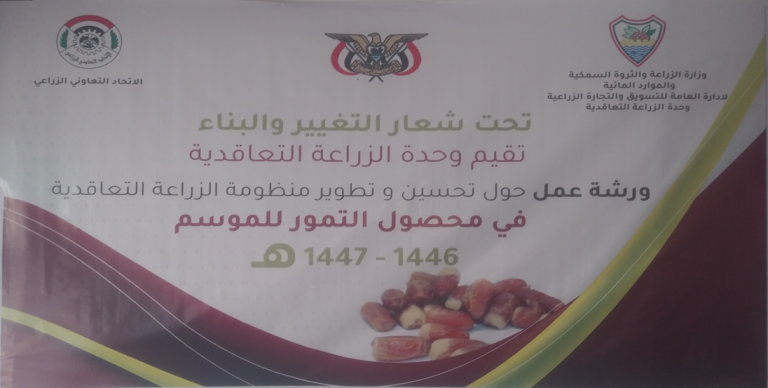 وزارة الزراعة والثروة السمكية
والموارد المائية
لادارة العامة للتسويق والتجارة الزراعية
وحدة الزراعة التعاقدية
الاتحاد التعاوني الزراعي
تحت شعار التغيير والبناء
تقيم وحدة الزراعة التعاقدية
ورشة عمل حول تحسين و تطوير منظومة الزراعة التعاقدية
في محصول التمور للموسم
1446 - 1447 هـ